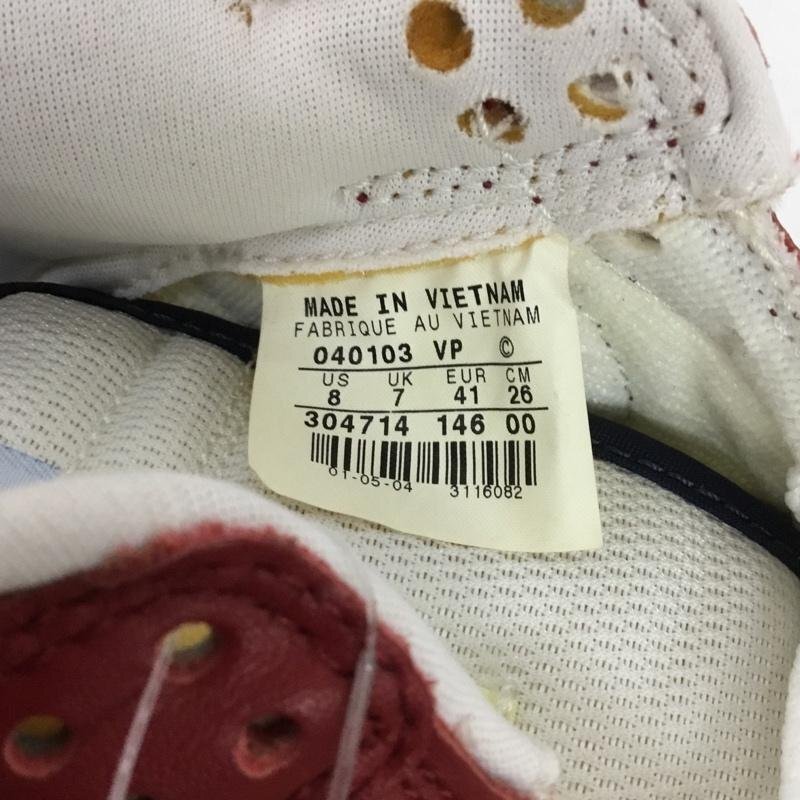 MADE IN VIETNAM
FABRIQUE AU VIETNAM
040103 VP ©
US UK EUR CM
8 7 41 26
304714 146 00
01-05-04 3116082